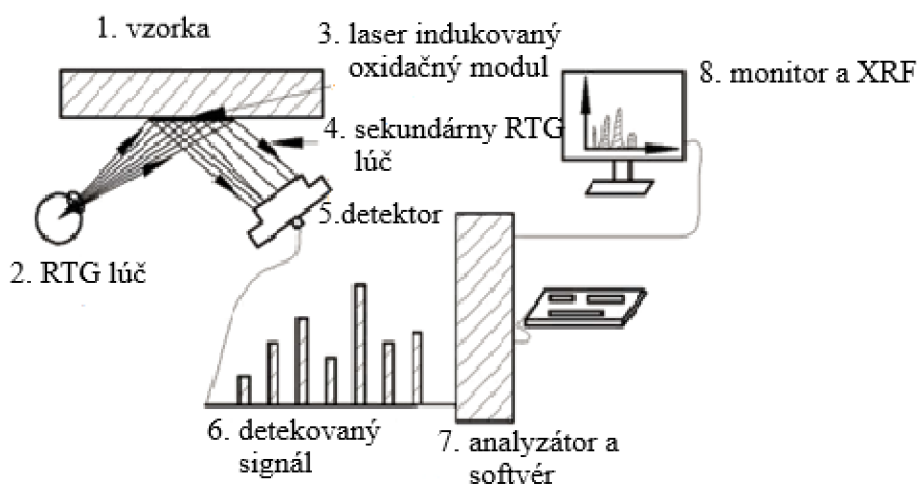 1. vzorka
3. laser indukovaný
oxidačný modul
8. monitor a XRF
4. sekundárny RTG
lúč
5.detektor
2. RTG lúč
6. detekovaný
signál
7. analyzátor a
softvér